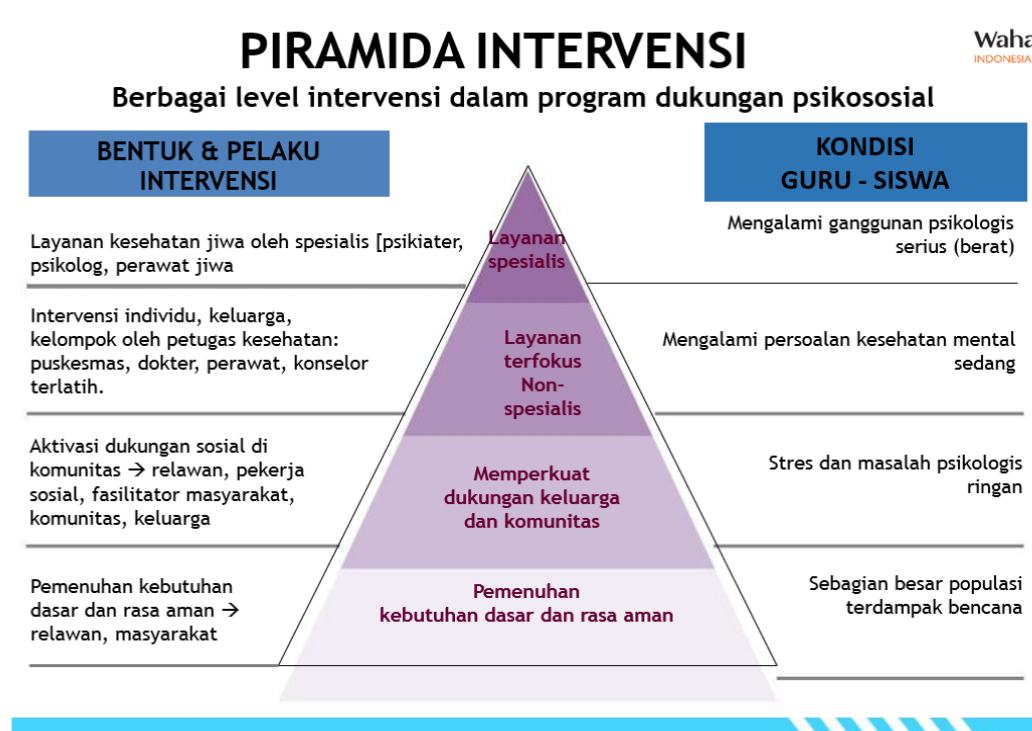 PIRAMIDA INTERVENSI
Berbagai level intervensi dalam program dukungan psikososial
Waha
INDONESIA
BENTUK & PELAKU
INTERVENSI
KONDISI
GURU - SISWA
Layanan kesehatan jiwa oleh spesialis [psikiater,
psikolog, perawat jiwa
Layanan
spesialis
Mengalami ganggunan psikologis
serius (berat)
Intervensi individu, keluarga,
kelompok oleh petugas kesehatan:
puskesmas, dokter, perawat, konselor
terlatih.
Layanan
terfokus
Non-
spesialis
Mengalami persoalan kesehatan mental
sedang
Aktivasi dukungan sosial di
komunitas → relawan, pekerja
sosial, fasilitator masyarakat,
komunitas, keluarga
Memperkuat
dukungan keluarga
dan komunitas
Stres dan masalah psikologis
ringan
Pemenuhan kebutuhan
dasar dan rasa aman →
relawan, masyarakat
Pemenuhan
kebutuhan dasar dan rasa aman
Sebagian besar populasi
terdampak bencana